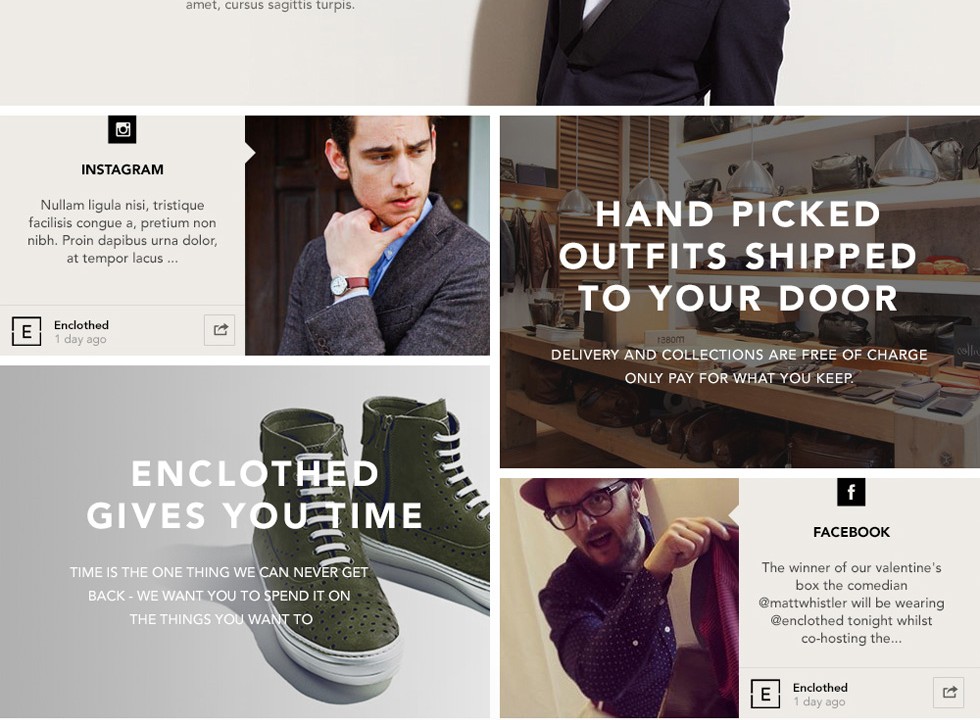 amet, cursus sagittis turpis.
INSTAGRAM
Nullam ligula nisi, tristique
facilisis congue a, pretium non
nibh. Proin dapibus urna dolor,
at tempor lacus ...
E
Enclothed
1 day ago
HAND PICKED
OUTFITS SHIPPED
TO YOUR DOOR
DELIVERY AND COLLECTIONS ARE FREE OF CHARGE
ONLY PAY FOR WHAT YOU KEEP.
ENCLOTHED
GIVES YOU TIME
TIME IS THE ONE THING WE CAN NEVER GET
BACK - WE WANT YOU TO SPEND IT ON
THE THINGS YOU WANT TO
f
FACEBOOK
The winner of our valentine's
box the comedian
@mattwhistler will be wearing
@enclothed tonight whilst
co-hosting the...
E
Enclothed
1 day ago